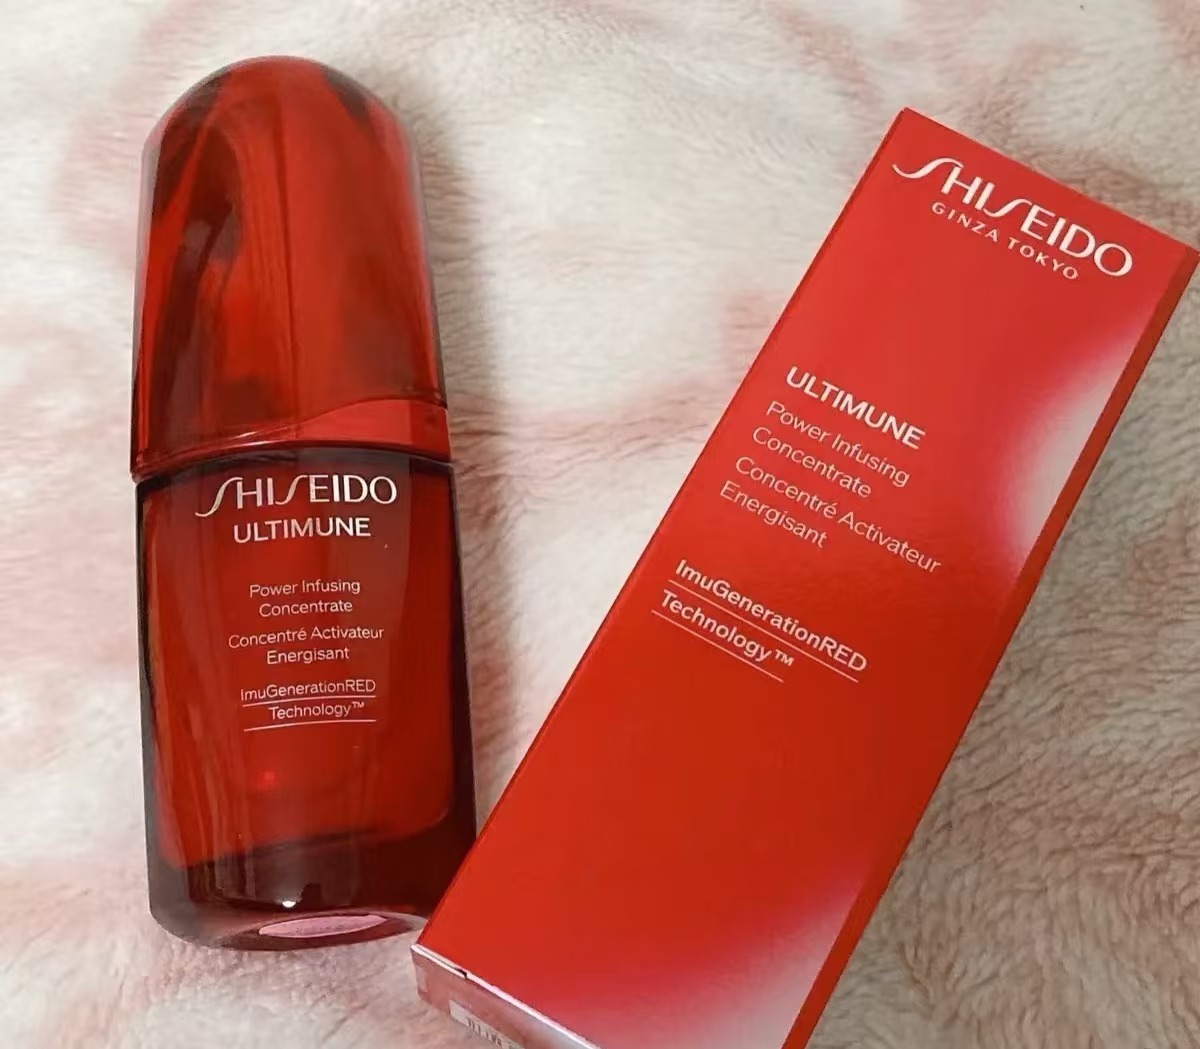 SHISEIDO
ULTIMUNE
Power Infusing
Concentrate
Concentré Activateur
Energisant
ImuGenerationRED
Technology™
SHISEIDO
GINZA TOKYO
ULTIMUNE
Power Infusing
Concentrate
Concentré Activateur
Energisant
ImuGenerationRED
Technology™